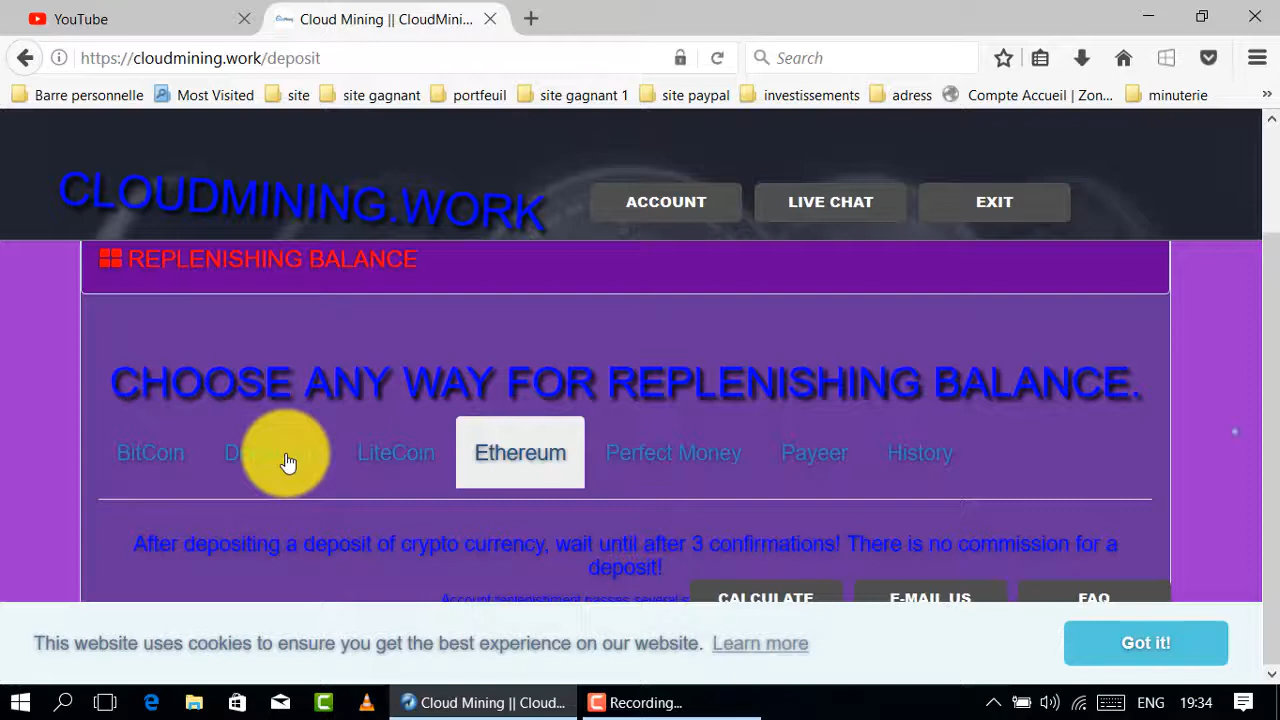 YouTube
Cloud Mining || CloudMini...
https://cloudmining.work/deposit
Search
Barre personnelle
Most Visited
site
site gagnant
portfeuil
site gagnant 1
site paypal
investissements
adress
Compte Accueil | Zon...
minuterie
CLOUDMINING.WORK
ACCOUNT
LIVE CHAT
EXIT
REPLENISHING BALANCE
CHOOSE ANY WAY FOR REPLENISHING BALANCE.
BitCoin
LiteCoin
Ethereum
Perfect Money
Payeer
History
After depositing a deposit of crypto currency, wait until after 3 confirmations! There is no commission for a
deposit!
Account replenishment passes several s
CALCULATE
E-MAIL US
FAQ
This website uses cookies to ensure you get the best experience on our website. Learn more
Got it!
Cloud Mining || Cloud...
Recording...
ENG
19:34